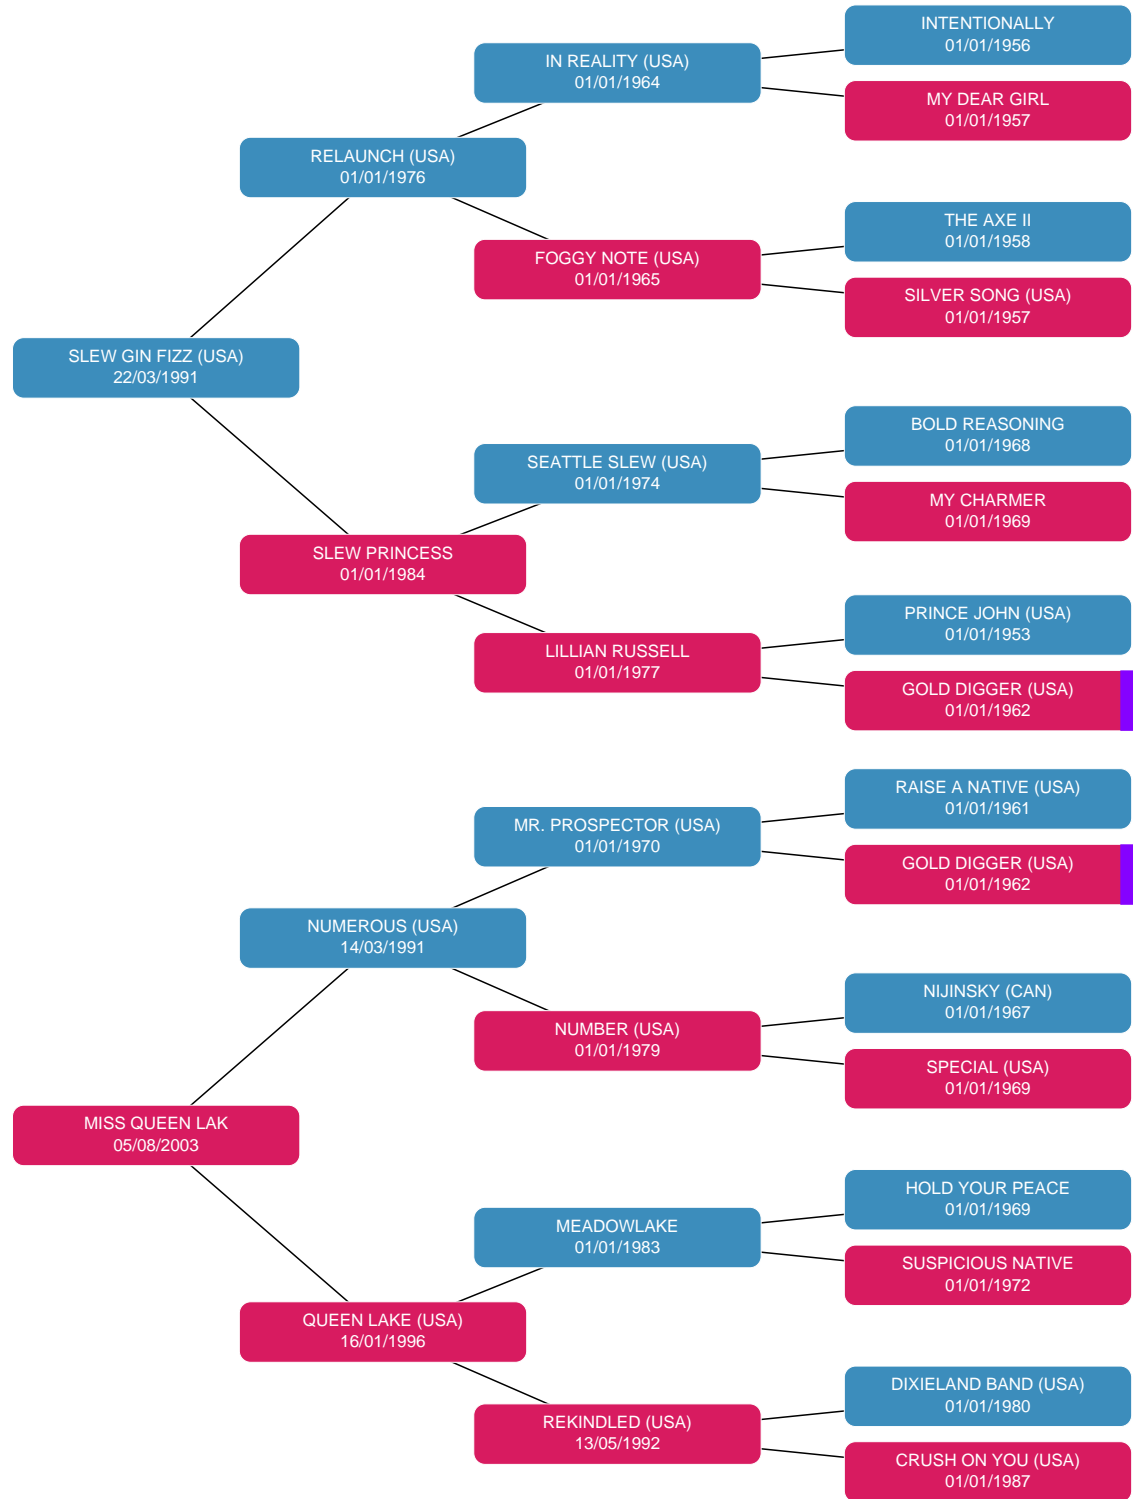 INTENTIONALLY
01/01/1956
IN REALITY (USA)
01/01/1964
MY DEAR GIRL
01/01/1957
RELAUNCH (USA)
01/01/1976
THE AXE II
01/01/1958
FOGGY NOTE (USA)
01/01/1965
SILVER SONG (USA)
01/01/1957
SLEW GIN FIZZ (USA)
22/03/1991
BOLD REASONING
01/01/1968
SEATTLE SLEW (USA)
01/01/1974
MY CHARMER
01/01/1969
SLEW PRINCESS
01/01/1984
PRINCE JOHN (USA)
01/01/1953
LILLIAN RUSSELL
01/01/1977
GOLD DIGGER (USA)
01/01/1962
RAISE A NATIVE (USA)
01/01/1961
MR. PROSPECTOR (USA)
01/01/1970
GOLD DIGGER (USA)
01/01/1962
NUMEROUS (USA)
14/03/1991
NIJINSKY (CAN)
01/01/1967
NUMBER (USA)
01/01/1979
SPECIAL (USA)
01/01/1969
MISS QUEEN LAK
05/08/2003
HOLD YOUR PEACE
01/01/1969
MEADOWLAKE
01/01/1983
SUSPICIOUS NATIVE
01/01/1972
QUEEN LAKE (USA)
16/01/1996
DIXIELAND BAND (USA)
01/01/1980
REKINDLED (USA)
13/05/1992
CRUSH ON YOU (USA)
01/01/1987